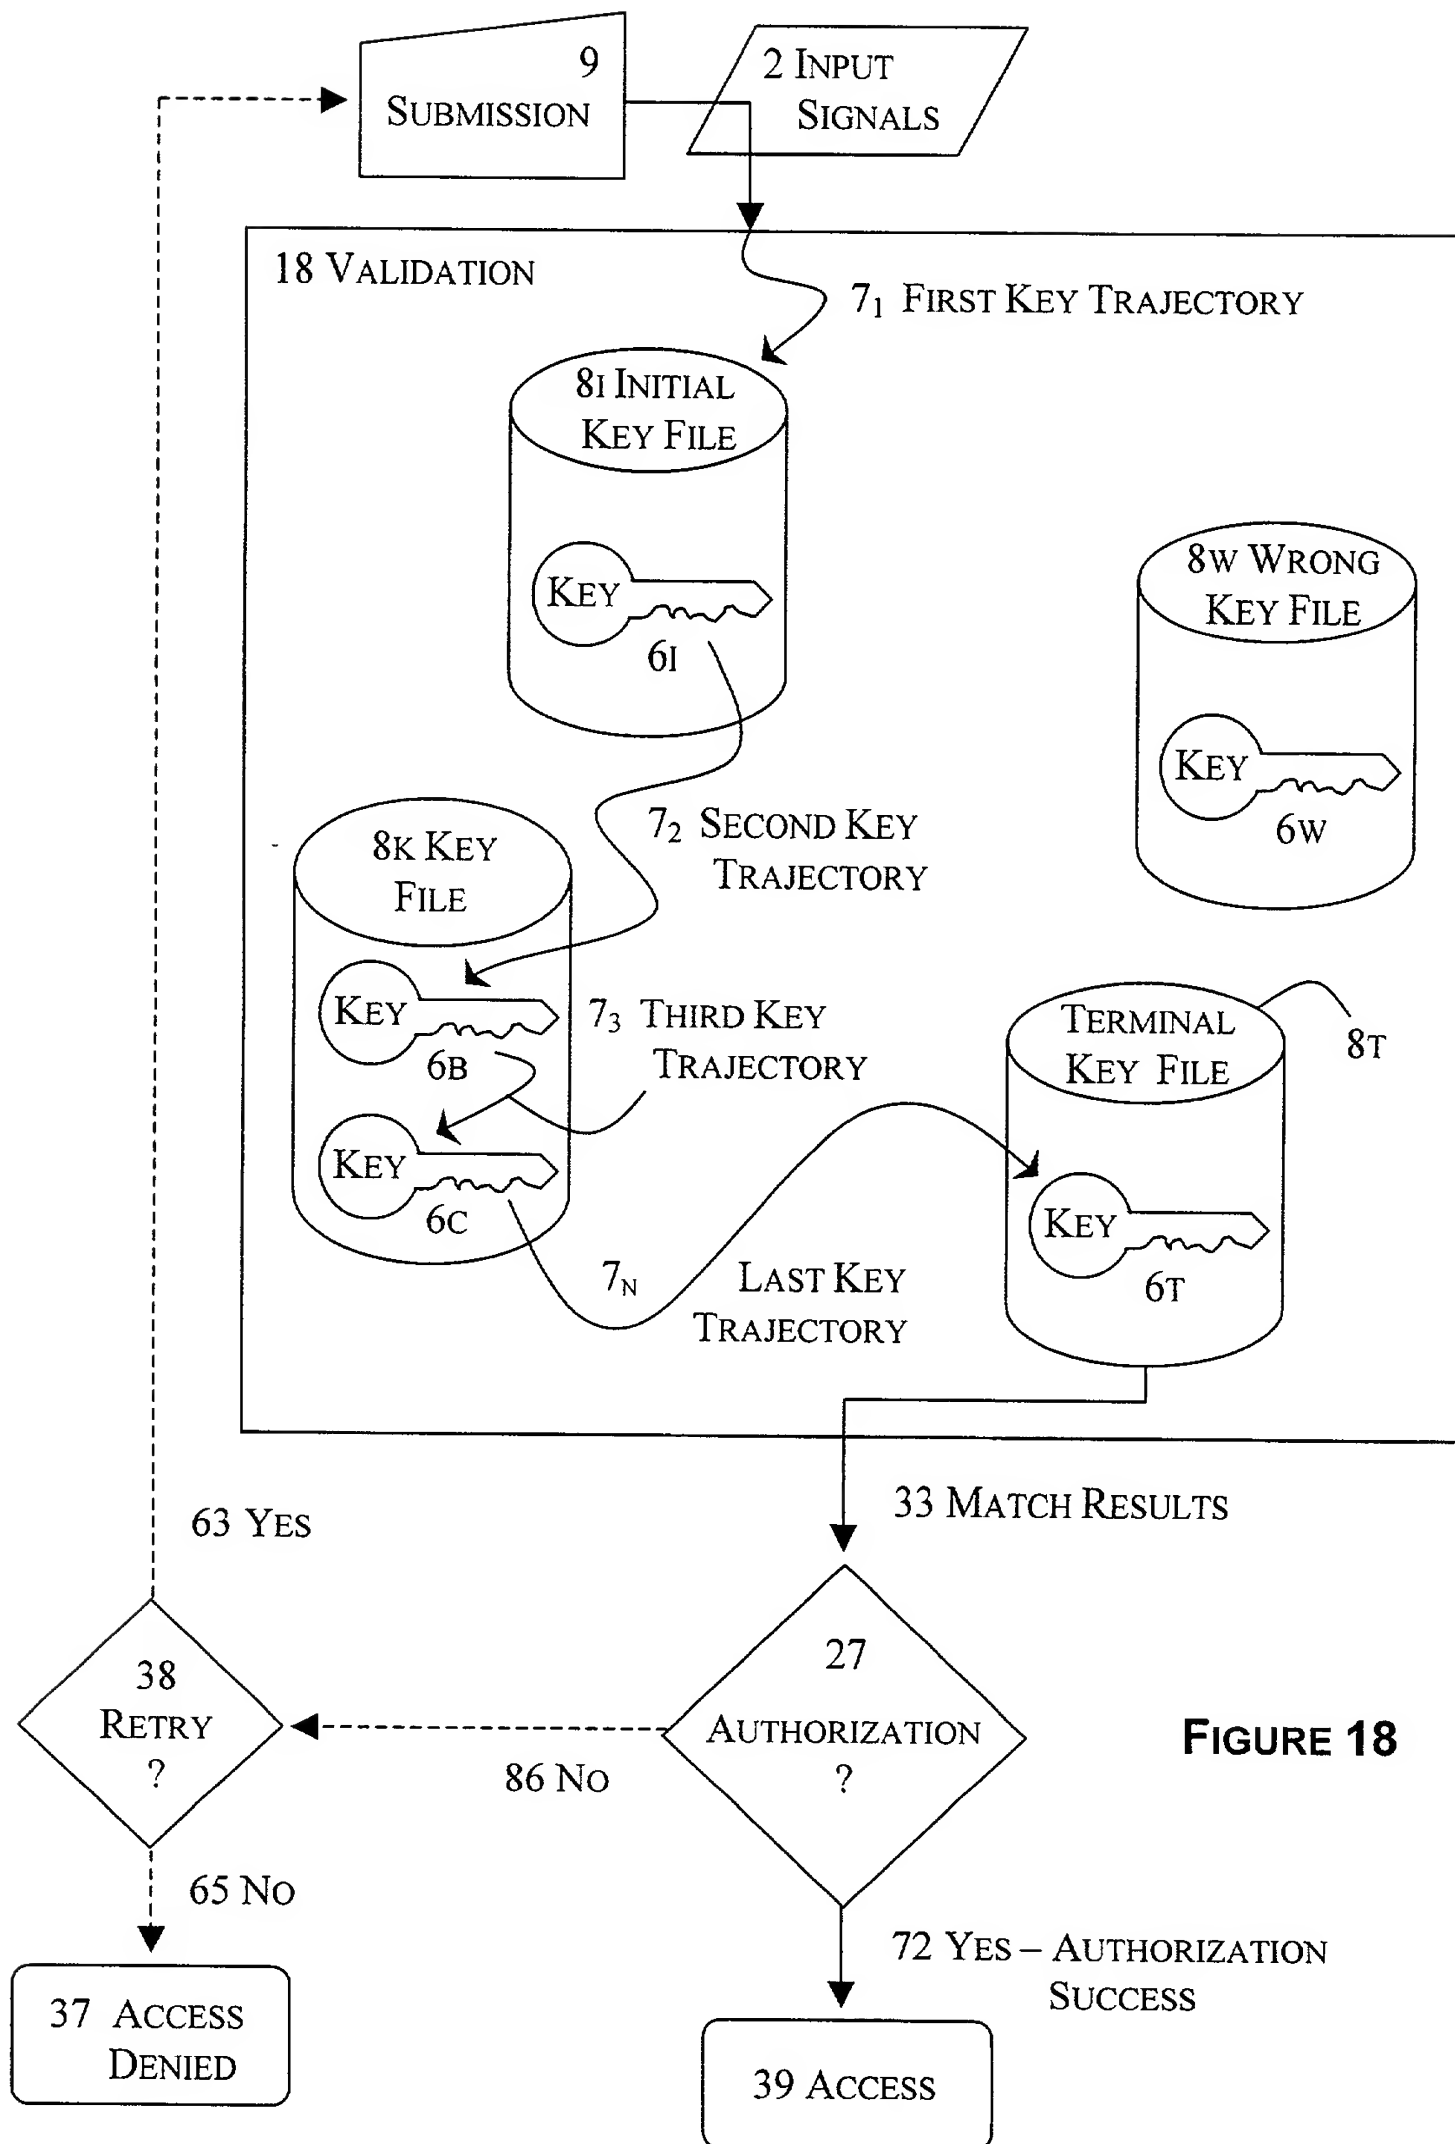 9
SUBMISSION
2 INPUT
SIGNALS
18 VALIDATION
7₁ FIRST KEY TRAJECTORY
8I INITIAL
KEY FILE
KEY
6I
8W WRONG
KEY FILE
KEY
6W
7₂ SECOND KEY
TRAJECTORY
8K KEY
FILE
KEY
6B
7₃ THIRD KEY
TRAJECTORY
KEY
6C
TERMINAL
KEY FILE
8T
KEY
6T
7N
LAST KEY
TRAJECTORY
33 MATCH RESULTS
63 YES
38
RETRY
?
27
AUTHORIZATION
?
86 NO
FIGURE 18
65 NO
72 YES – AUTHORIZATION
SUCCESS
37 ACCESS
DENIED
39 ACCESS